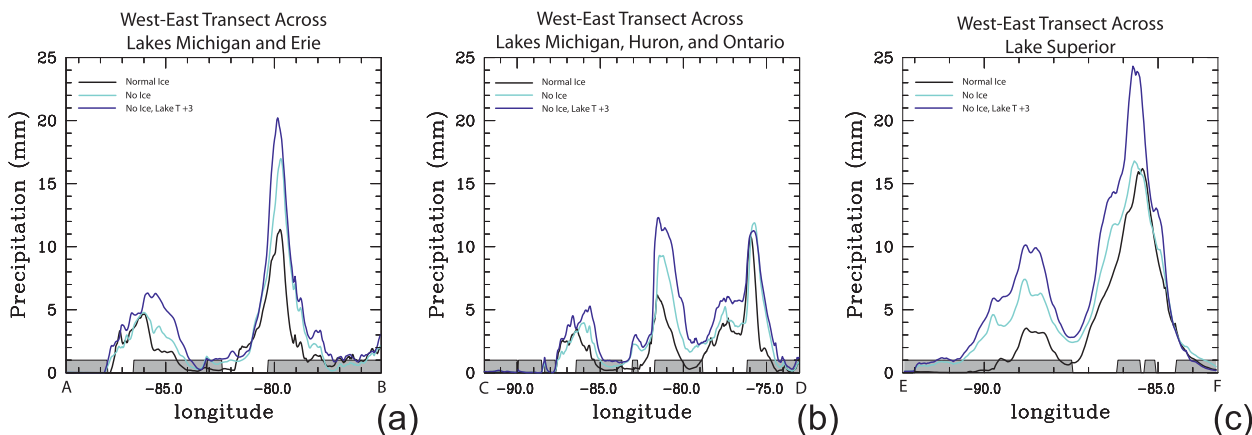 West-East Transect Across
Lakes Michigan and Erie
25
20
15
10
5
0
Precipitation (mm)
Normal Ice
No Ice
No Ice, Lake T +3
A
−85.0
−80.0
B
longitude
(a)
West-East Transect Across
Lakes Michigan, Huron, and Ontario
25
20
15
10
5
0
Precipitation (mm)
Normal Ice
No Ice
No Ice, Lake T +3
C
−90.0
−85.0
−80.0
−75.0
D
longitude
(b)
West-East Transect Across
Lake Superior
25
20
15
10
5
0
Precipitation (mm)
Normal Ice
No Ice
No Ice, Lake T +3
E
−90.0
−85.0
F
longitude
(c)